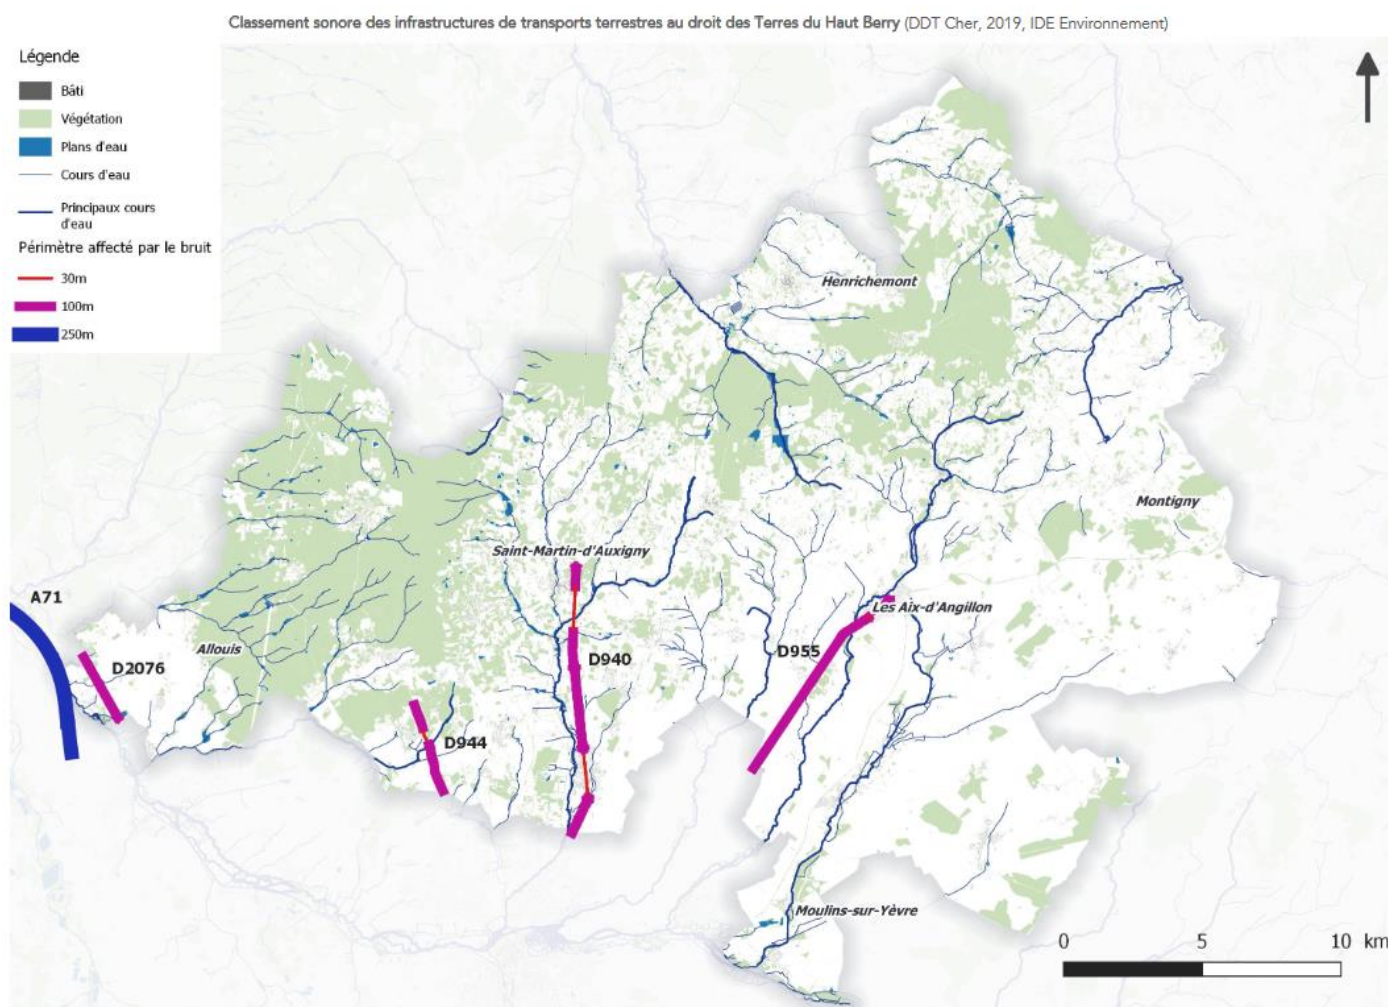 Classement sonore des infrastructures de transports terrestres au droit des Terres du Haut Berry (DDT Cher, 2019, IDE Environnement)
Légende
Bâti
Végétation
Plans d'eau
Cours d'eau
Principaux cours
d'eau
Périmètre affecté par le bruit
30m
100m
250m
Henrichemont
Montigny
Saint-Martin-d'Auxigny
A71
Les Aix-d'Angillon
Allouis
D2076
D940
D955
D944
Moulins-sur-Yèvre
0 5 10 km